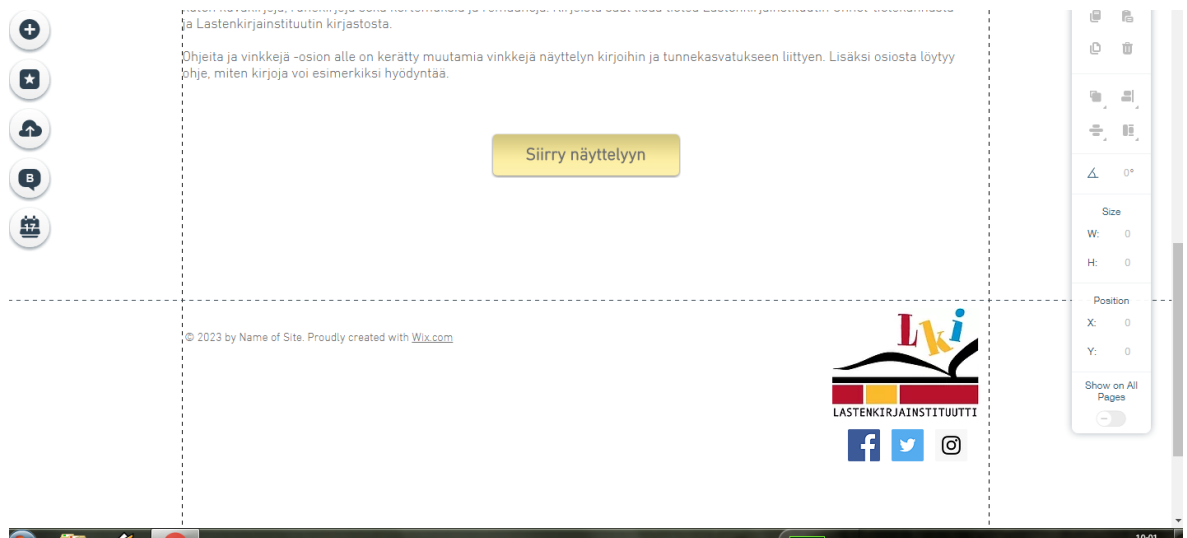 ja Lastenkirjainstituutin kirjastosta.
Ohjeita ja vinkkejä -osion alle on kerätty muutamia vinkkejä näyttelyn kirjoihin ja tunnekasvatukseen liittyen. Lisäksi osiosta löytyy
ohje, miten kirjoja voi esimerkiksi hyödyntää.
Siirry näyttelyyn
© 2023 by Name of Site. Proudly created with Wix.com
Lki
LASTENKIRJAINSTITUUTTI
B
17
0°
Size
W: 0
H: 0
Position
X: 0
Y: 0
Show on All
Pages